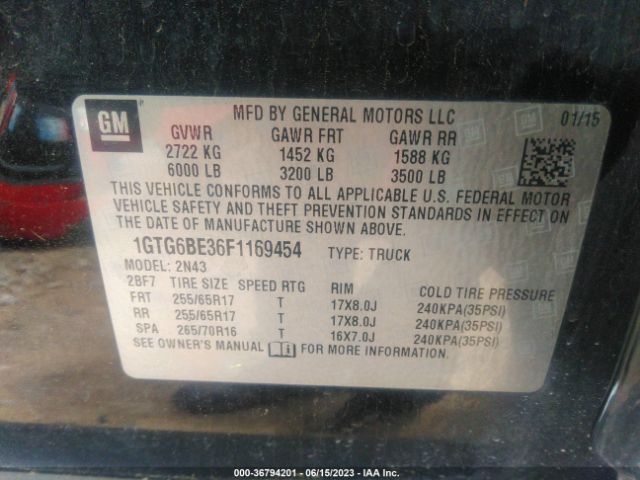 GM
MFD BY GENERAL MOTORS LLC 01/15
GVWR GAWR FRT GAWR RR
2722 KG 1452 KG 1588 KG
6000 LB 3200 LB 3500 LB
THIS VEHICLE CONFORMS TO ALL APPLICABLE U.S. FEDERAL MOTOR
VEHICLE SAFETY AND THEFT PREVENTION STANDARDS IN EFFECT ON
THE DATE OF MANUFACTURE SHOWN ABOVE.
1GTG6BE36F1169454 TYPE: TRUCK
MODEL: 2N43
2BF7 TIRE SIZE SPEED RTG RIM COLD TIRE PRESSURE
FRT 255/65R17 T 17X8.0J 240KPA(35PSI)
RR 255/65R17 T 17X8.0J 240KPA(35PSI)
SPA 265/70R16 T 16X7.0J 240KPA(35PSI)
SEE OWNER'S MANUAL FOR MORE INFORMATION.
000-36794201 - 06/15/2023 - IAA Inc.